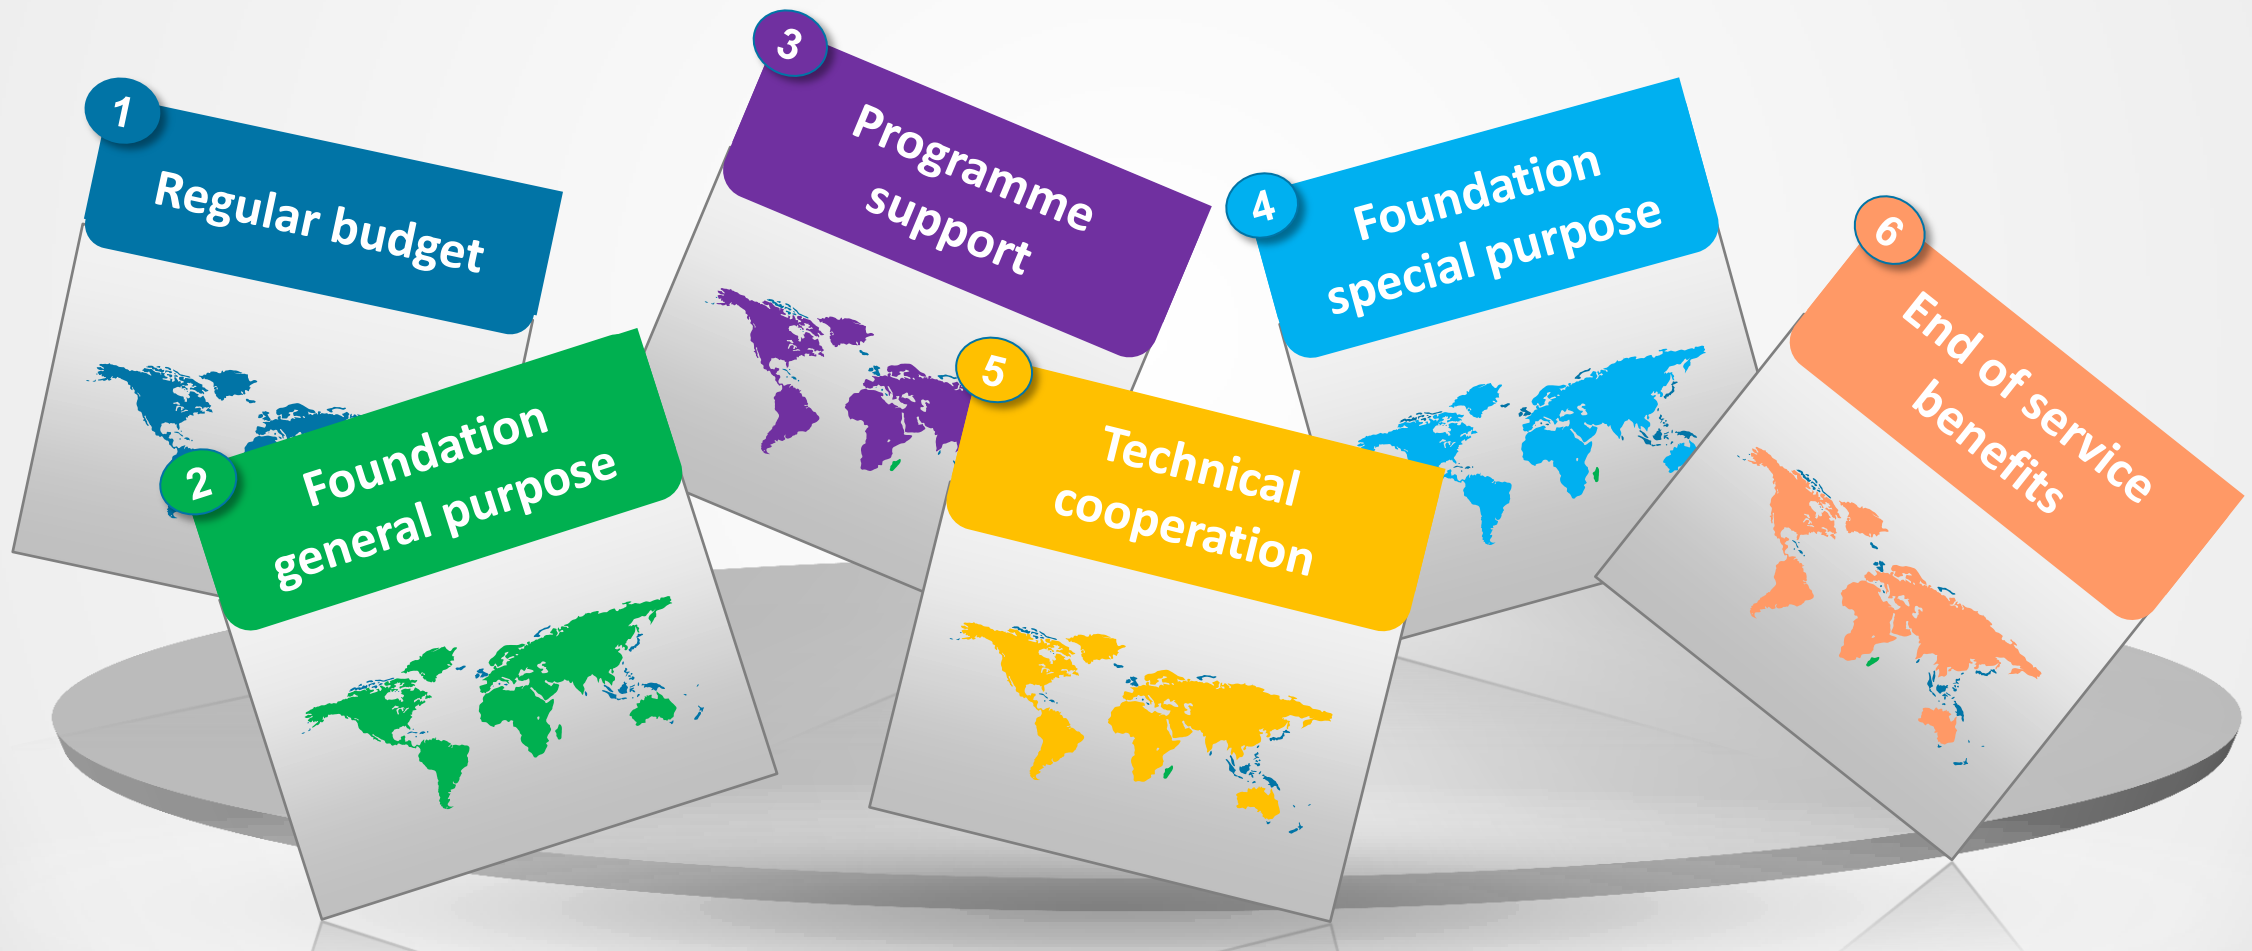 1
Regular budget
2
Foundation
general purpose
3
Programme
support
4
Foundation
special purpose
5
Technical
cooperation
6
End of service
benefits